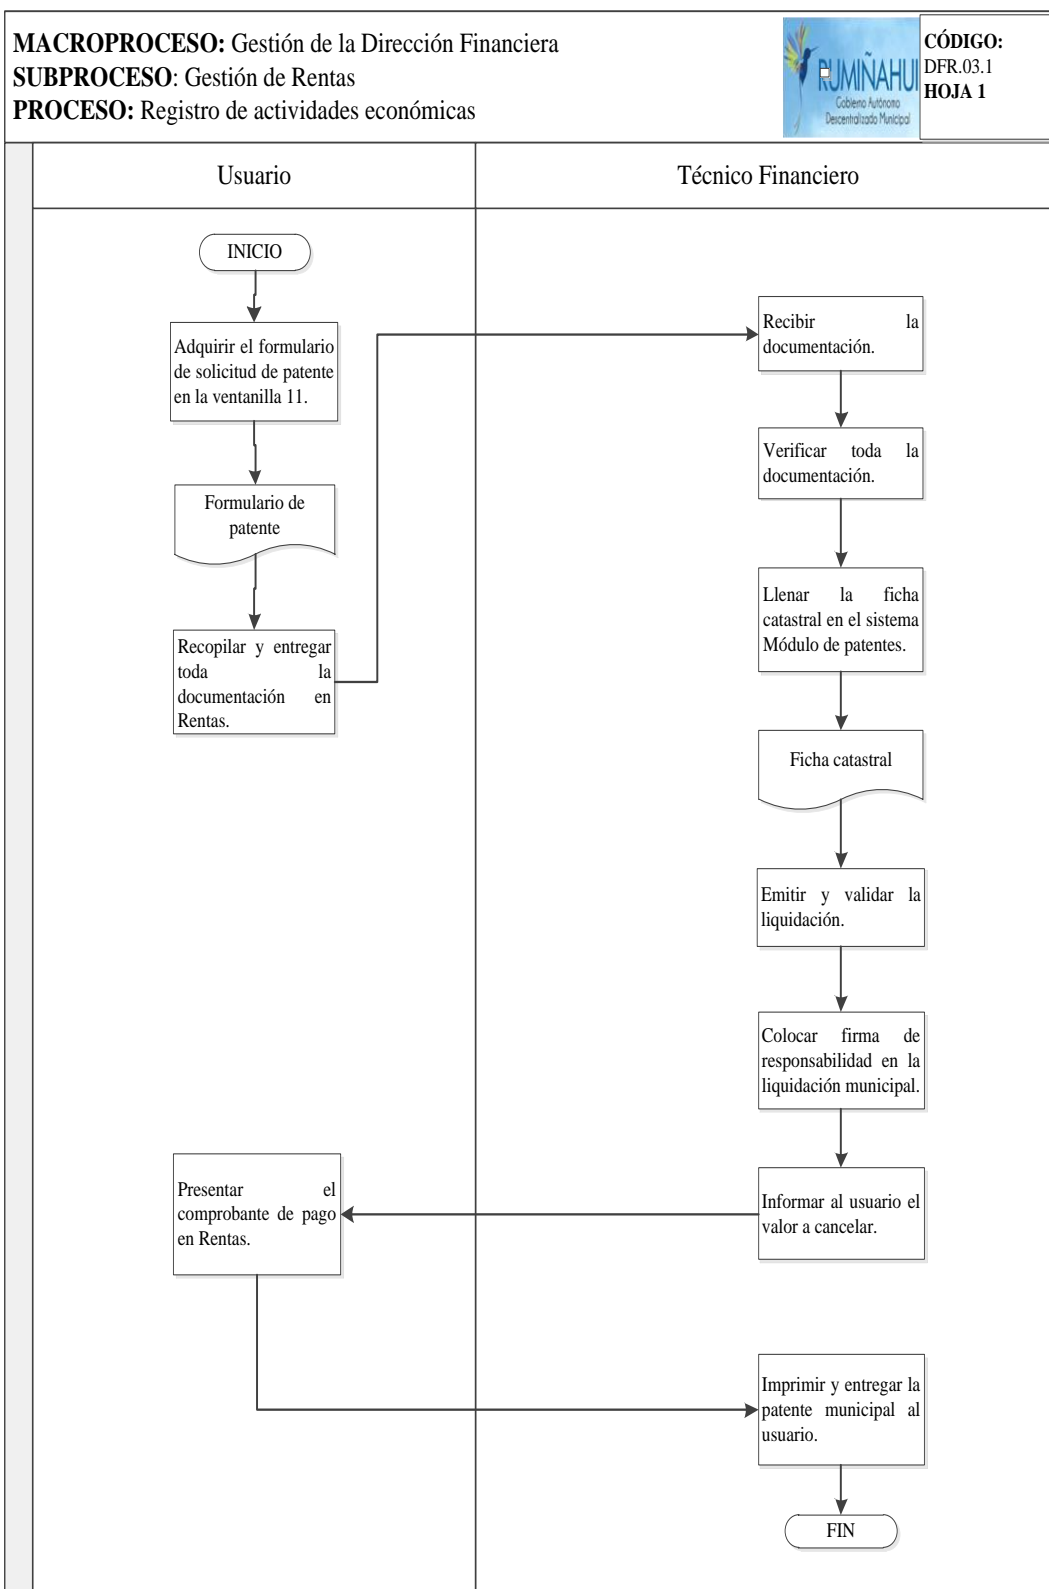 MACROPROCESO: Gestión de la Dirección Financiera
SUBPROCESO: Gestión de Rentas
PROCESO: Registro de actividades económicas
RUMIÑAHUI
Gobierno Autónomo
Descentralizado Municipal
CÓDIGO:
DFR.03.1
HOJA 1
Usuario
Técnico Financiero
INICIO
Adquirir el formulario
de solicitud de patente
en la ventanilla 11.
Formulario de
patente
Recopilar y entregar
toda la
documentación en
Rentas.
Recibir la
documentación.
Verificar toda la
documentación.
Llenar la ficha
catastral en el sistema
Módulo de patentes.
Ficha catastral
Emitir y validar la
liquidación.
Colocar firma de
responsabilidad en la
liquidación municipal.
Informar al usuario el
valor a cancelar.
Presentar el
comprobante de pago
en Rentas.
Imprimir y entregar la
patente municipal al
usuario.
FIN